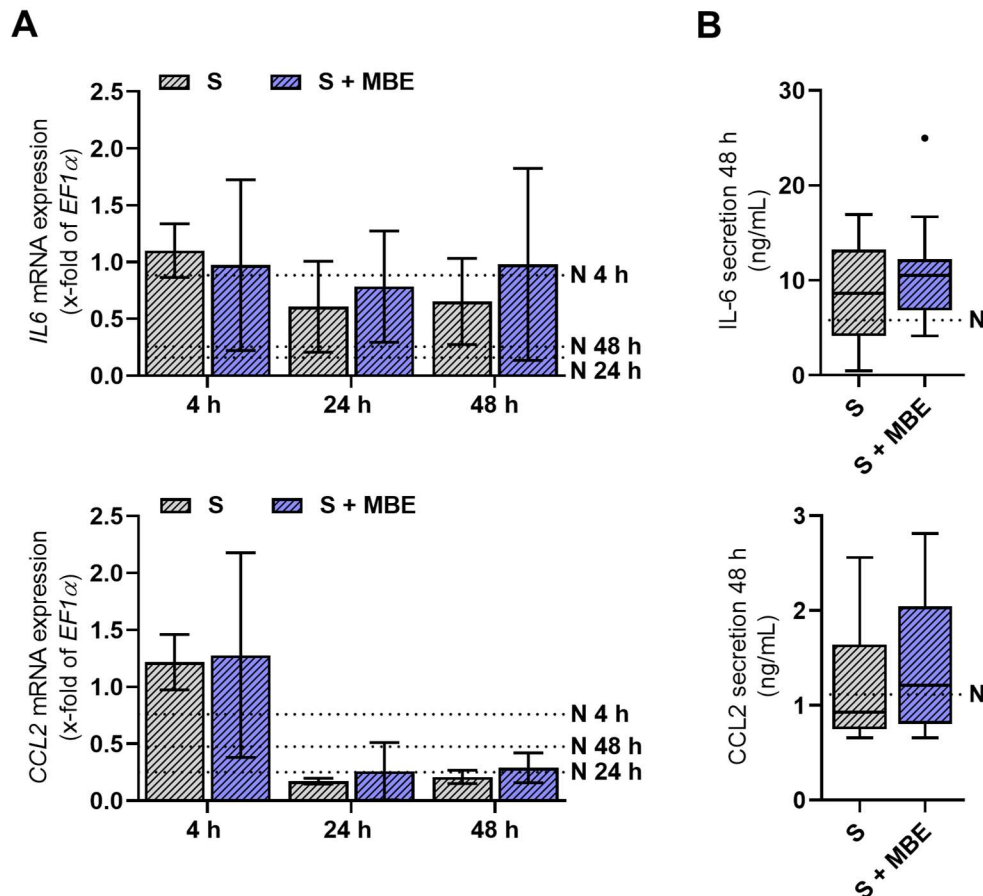 A
S
S + MBE
IL6 mRNA expression
(x-fold of EF1α)
2.5
2.0
1.5
1.0
0.5
0.0
N 4 h
N 48 h
N 24 h
4 h
24 h
48 h
S
S + MBE
CCL2 mRNA expression
(x-fold of EF1α)
2.5
2.0
1.5
1.0
0.5
0.0
N 4 h
N 48 h
N 24 h
4 h
24 h
48 h
B
IL-6 secretion 48 h
(ng/mL)
30
20
10
0
N
S
S + MBE
CCL2 secretion 48 h
(ng/mL)
3
2
1
0
N
S
S + MBE